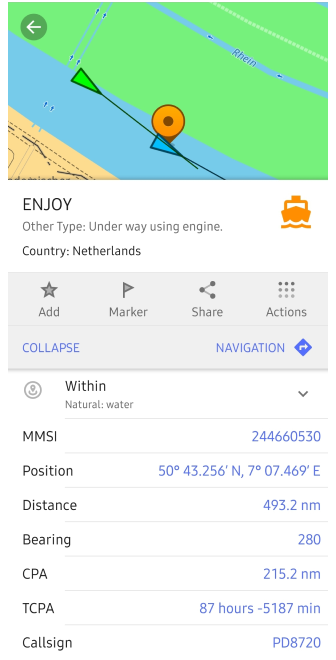 Rhein
ENJOY
Other Type: Under way using engine.
Country: Netherlands
Add
Marker
Share
Actions
COLLAPSE
NAVIGATION
Within
Natural: water
MMSI
244660530
Position
50° 43.256′ N, 7° 07.469′ E
Distance
493.2 nm
Bearing
280
CPA
215.2 nm
TCPA
87 hours -5187 min
Callsign
PD8720